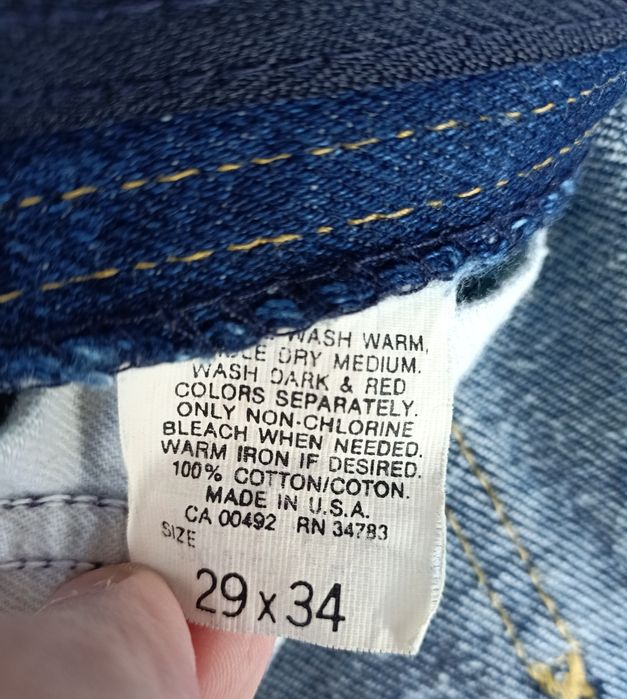 WASH WARM,
DRY MEDIUM.
WASH DARK & RED
COLORS SEPARATELY.
ONLY NON-CHLORINE
BLEACH WHEN NEEDED.
WARM IRON IF DESIRED.
100% COTTON/COTON.
MADE IN U.S.A.
CA 00492 RN 34783
SIZE
29 x 34